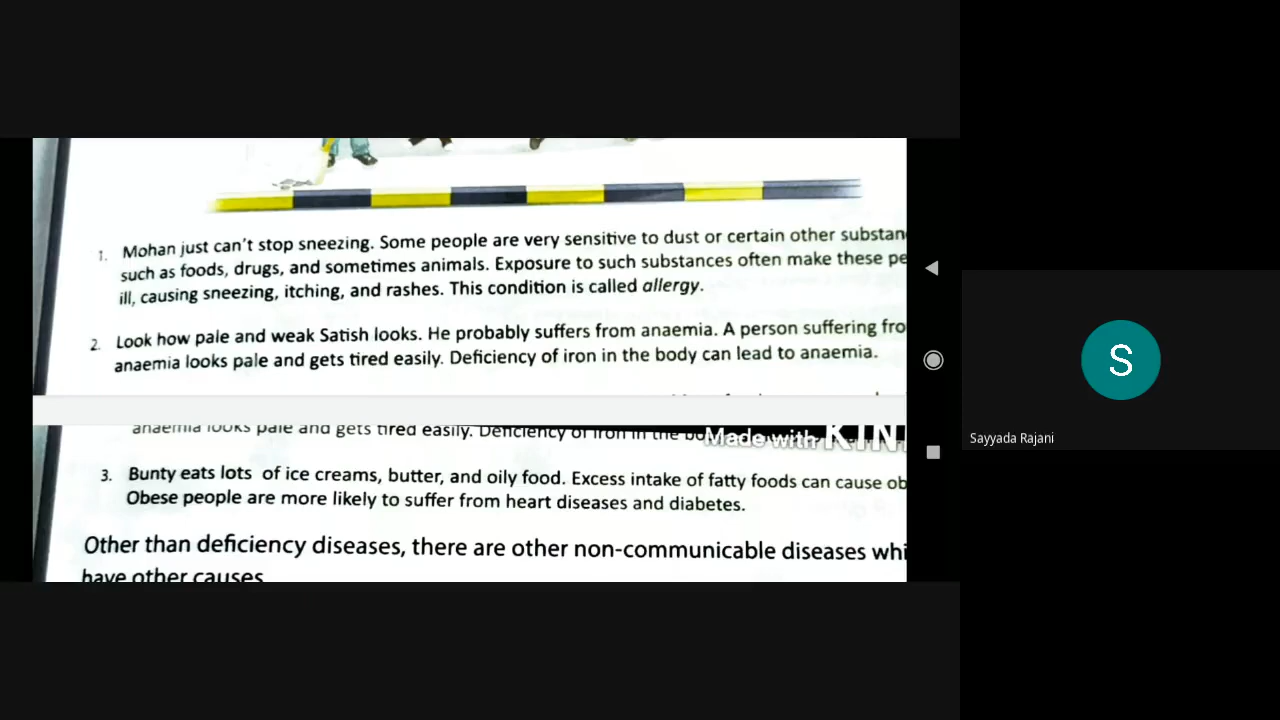 1. Mohan just can't stop sneezing. Some people are very sensitive to dust or certain other substan
such as foods, drugs, and sometimes animals. Exposure to such substances often make these pe
ill, causing sneezing, itching, and rashes. This condition is called allergy.
2. Look how pale and weak Satish looks. He probably suffers from anaemia. A person suffering fro
anaemia looks pale and gets tired easily. Deficiency of iron in the body can lead to anaemia.
anaemia looks pale and gets tired easily. Deficiency of iron in the bo
Made with KIN
3. Bunty eats lots of ice creams, butter, and oily food. Excess intake of fatty foods can cause ob
Obese people are more likely to suffer from heart diseases and diabetes.
Other than deficiency diseases, there are other non-communicable diseases whi
have other causes
S
Sayyada Rajani